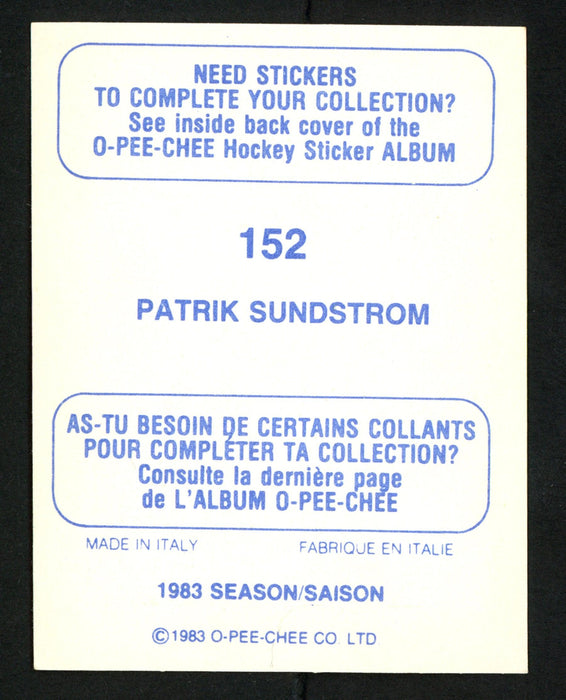 NEED STICKERS
TO COMPLETE YOUR COLLECTION?
See inside back cover of the
O-PEE-CHEE Hockey Sticker ALBUM
152
PATRIK SUNDSTROM
AS-TU BESOIN DE CERTAINS COLLANTS
POUR COMPLÉTER TA COLLECTION?
Consulte la dernière page
de L'ALBUM O-PEE-CHEE
MADE IN ITALY FABRIQUE EN ITALIE
1983 SEASON/SAISON
©1983 O-PEE-CHEE CO. LTD.